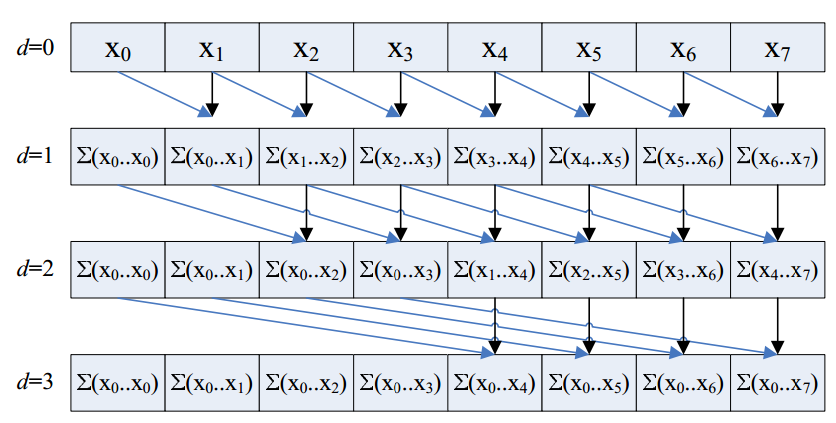 d=0 x₀ x₁ x₂ x₃ x₄ x₅ x₆ x₇
d=1 Σ(x₀..x₀) Σ(x₀..x₁) Σ(x₁..x₂) Σ(x₂..x₃) Σ(x₃..x₄) Σ(x₄..x₅) Σ(x₅..x₆) Σ(x₆..x₇)
d=2 Σ(x₀..x₀) Σ(x₀..x₁) Σ(x₀..x₂) Σ(x₀..x₃) Σ(x₁..x₄) Σ(x₂..x₅) Σ(x₃..x₆) Σ(x₄..x₇)
d=3 Σ(x₀..x₀) Σ(x₀..x₁) Σ(x₀..x₂) Σ(x₀..x₃) Σ(x₀..x₄) Σ(x₀..x₅) Σ(x₀..x₆) Σ(x₀..x₇)